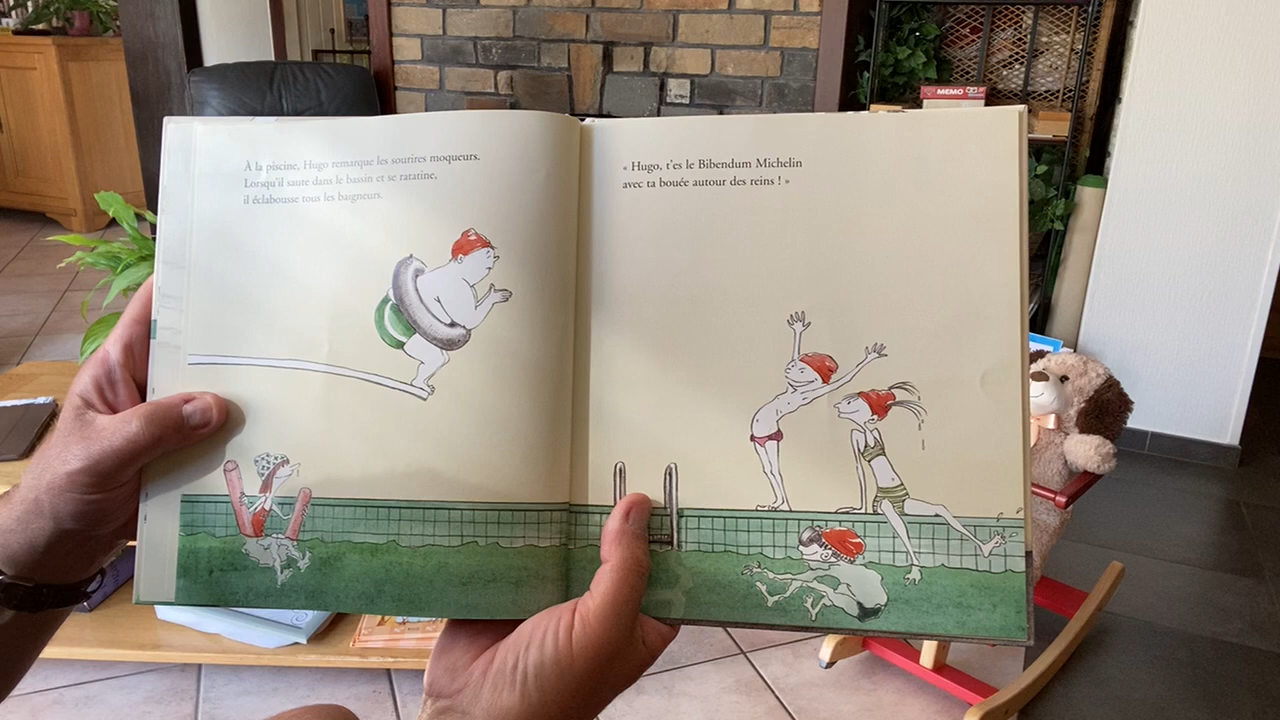 À la piscine, Hugo remarque les sourires moqueurs.
Lorsqu'il saute dans le bassin et se ratatine,
il éclabousse tous les baigneurs.
« Hugo, t'es le Bibendum Michelin
avec ta bouée autour des reins ! »
MEMO